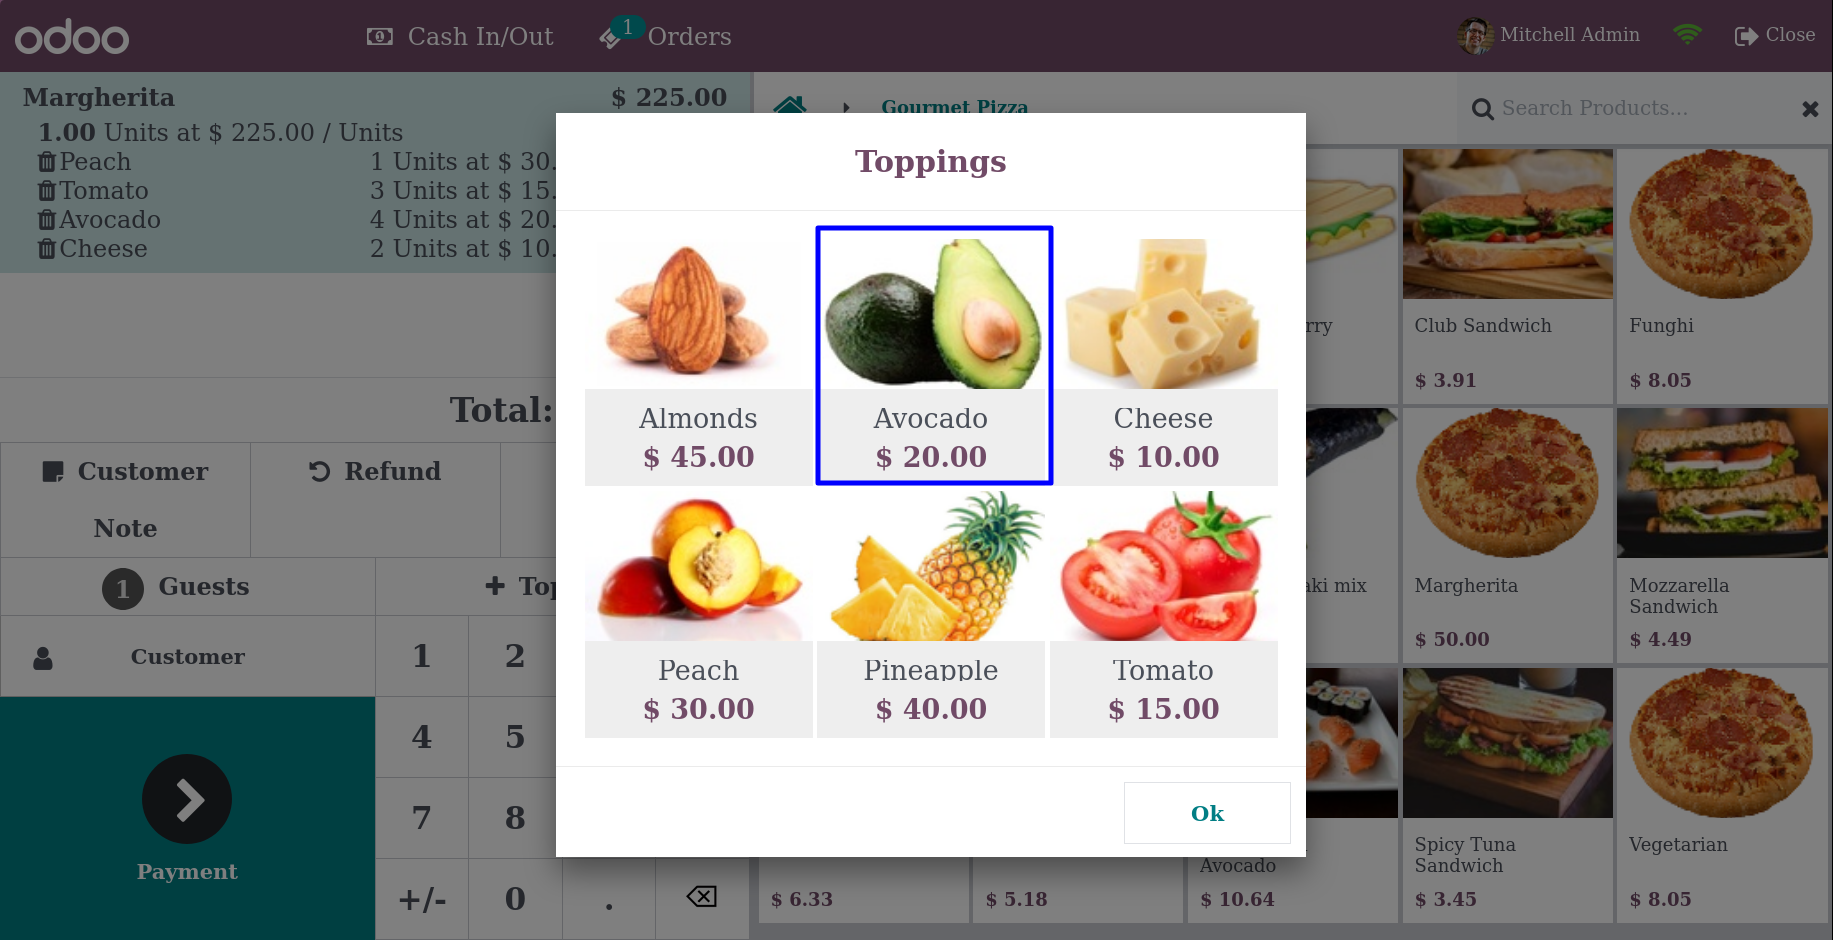 odoo
Cash In/Out
1
Orders
Mitchell Admin
Close
Margherita $ 225.00
1.00 Units at $ 225.00 / Units
Peach 1 Units at $ 30.
Tomato 3 Units at $ 15.
Avocado 4 Units at $ 20.
Cheese 2 Units at $ 10.
Total:
Customer
Note
Refund
1 Guests
Customer
Payment
1 2
4 5
7 8
+/- 0 .
Gourmet Pizza
Search Products...
Toppings
Almonds
$ 45.00
Avocado
$ 20.00
Cheese
$ 10.00
Peach
$ 30.00
Pineapple
$ 40.00
Tomato
$ 15.00
Ok
Club Sandwich
$ 3.91
Funghi
$ 8.05
Margherita
$ 50.00
Mozzarella
Sandwich
$ 4.49
$ 6.33
$ 5.18
Avocado
$ 10.64
Spicy Tuna
Sandwich
$ 3.45
Vegetarian
$ 8.05